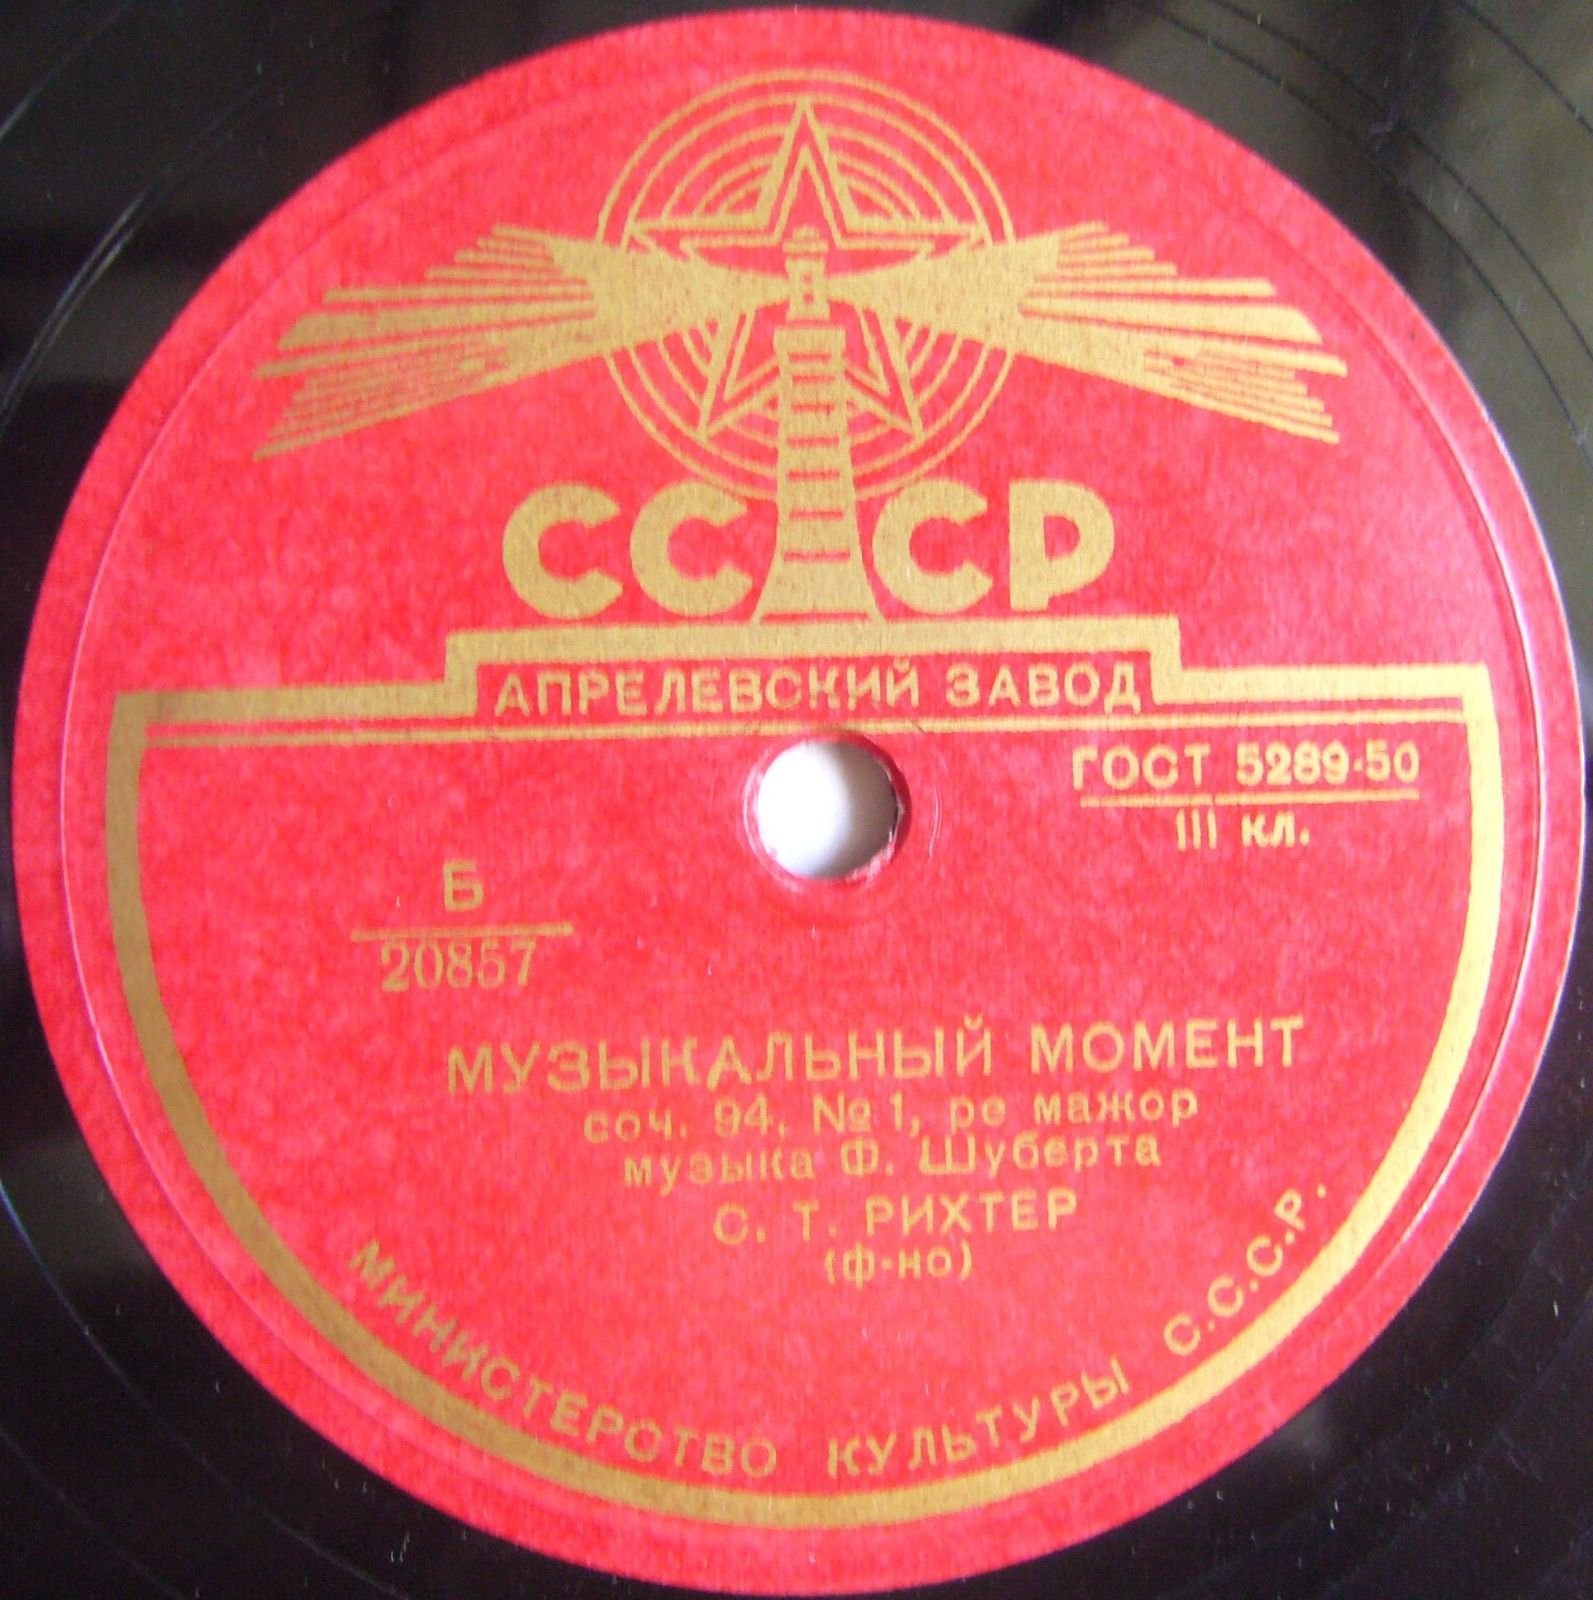 СССР
АПРЕЛЕВСКИЙ ЗАВОД
ГОСТ 5289-50
III кл.
Б
20857
МУЗЫКАЛЬНЫЙ МОМЕНТ
соч. 94, №1, ре мажор
музыка Ф. Шуберта
С. Т. РИХТЕР
(ф-но)
МИНИСТЕРСТВО КУЛЬТУРЫ С.С.С.Р.